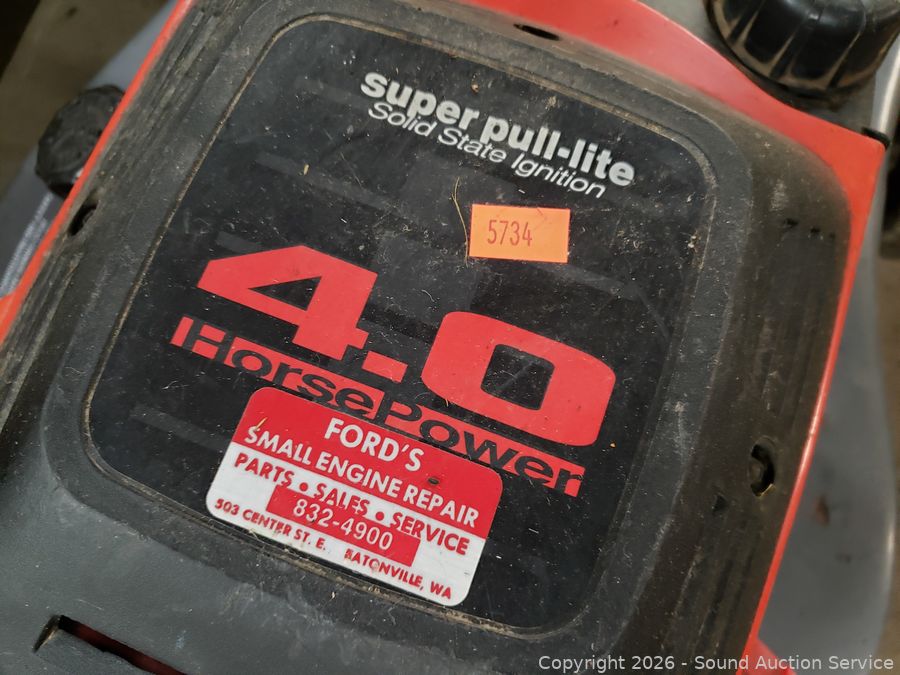 super pull-lite
Solid State Ignition
5734
4.0
HorsePower
FORD'S
SMALL ENGINE REPAIR
PARTS • SALES • SERVICE
832-4900
503 CENTER ST. E. EATONVILLE, WA
Copyright © 2026 - Sound Auction Service